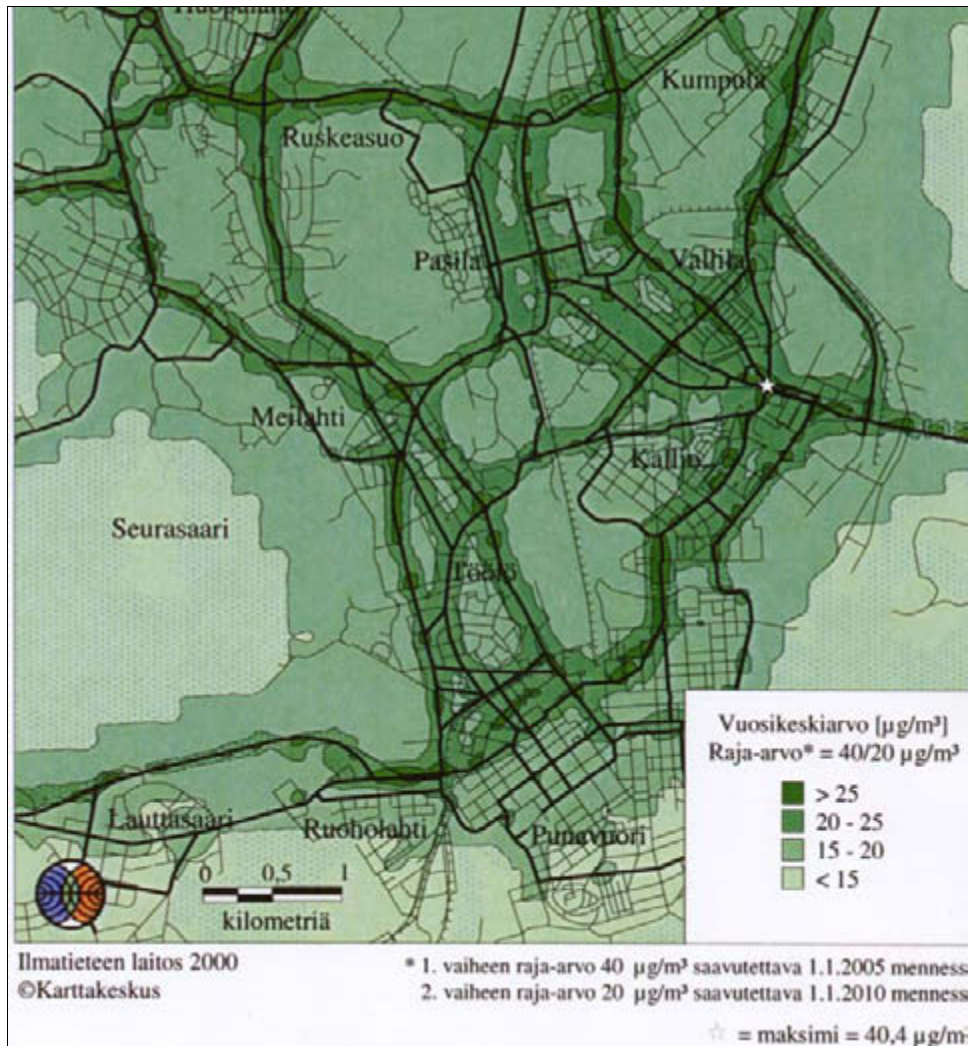 Kumpula
Ruskeasuo
Pasila
Vallila
Meilahti
Kallio
Seurasaari
Töölö
Vuosikeskiarvo [µg/m³]
Raja-arvo* = 40/20 µg/m³
> 25
20 - 25
15 - 20
< 15
Lauttasaari
Ruoholahti
Punavuori
0 0,5 1
kilometriä
Ilmatieteen laitos 2000
©Karttakeskus
* 1. vaiheen raja-arvo 40 µg/m³ saavutettava 1.1.2005 menness
2. vaiheen raja-arvo 20 µg/m³ saavutettava 1.1.2010 menness
☆ = maksimi = 40,4 µg/m³